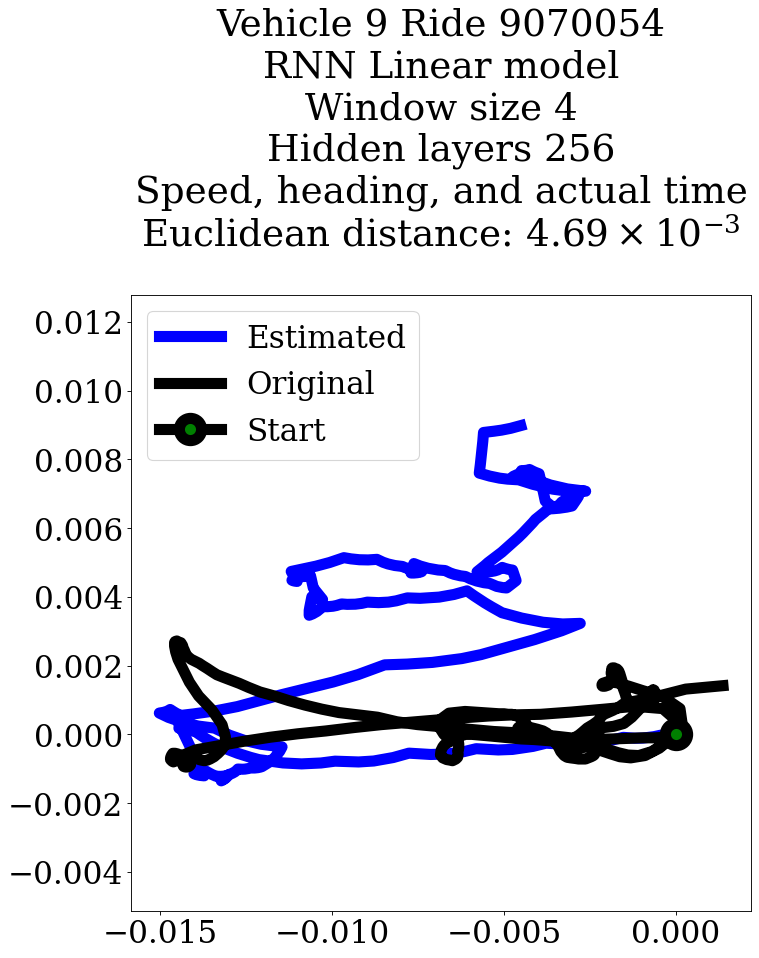 Vehicle 9 Ride 9070054
RNN Linear model
Window size 4
Hidden layers 256
Speed, heading, and actual time
Euclidean distance: 4.69 × 10⁻³
Estimated
Original
Start
0.012
0.010
0.008
0.006
0.004
0.002
0.000
−0.002
−0.004
−0.015 −0.010 −0.005 0.000